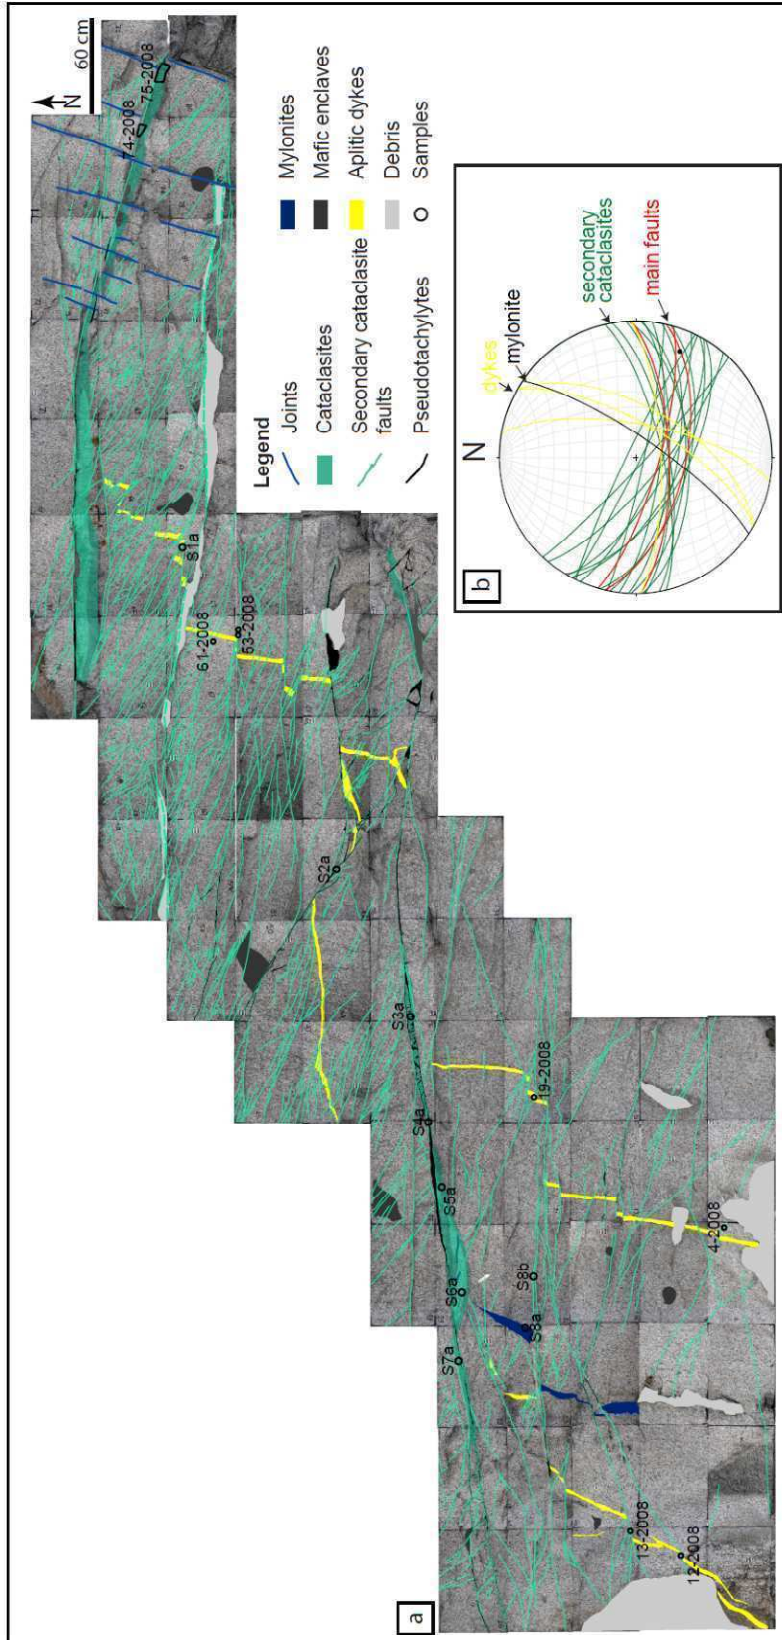 a
N
60 cm
74-2008
75-2008
S1a
61-2008
63-2008
S2a
S3a
S4a
S5a
S6a
S7a
S8b
S8a
19-2008
4-2008
13-2008
12-2008
Legend
Joints
Cataclasites
Secondary cataclasite
faults
Pseudotachylytes
Mylonites
Mafic enclaves
Aplitic dykes
Debris
Samples
b
N
dykes
mylonite
secondary
cataclasites
main faults